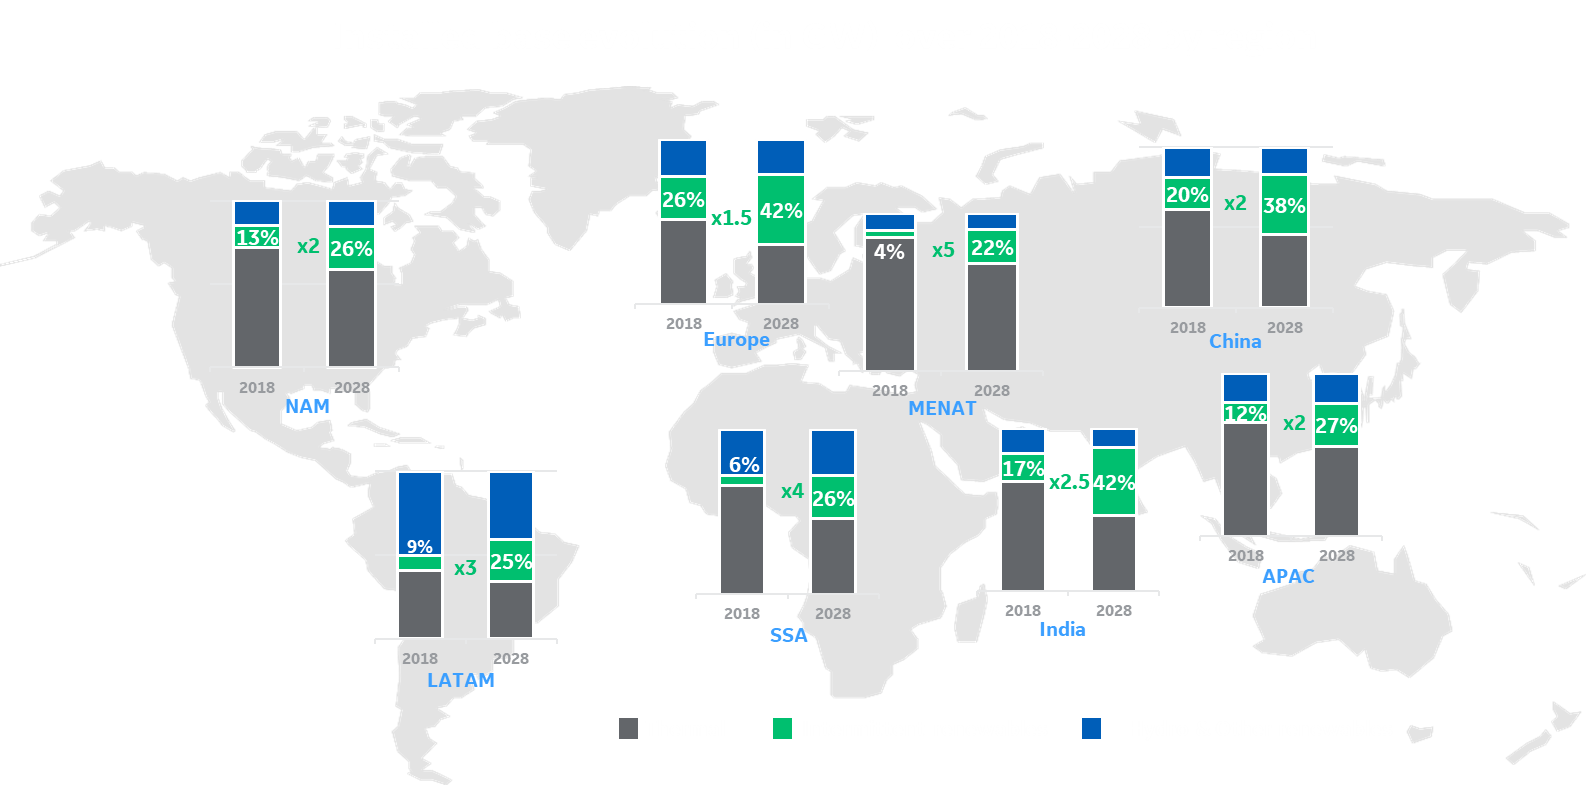 26%
x1.5
42%
2018
2028
Europe
20%
x2
38%
2018
2028
China
13%
x2
26%
2018
2028
NAM
4%
x5
22%
2018
2028
MENAT
12%
x2
27%
2018
2028
APAC
6%
x4
26%
2018
2028
SSA
17%
x2.5
42%
2018
2028
India
9%
x3
25%
2018
2028
LATAM